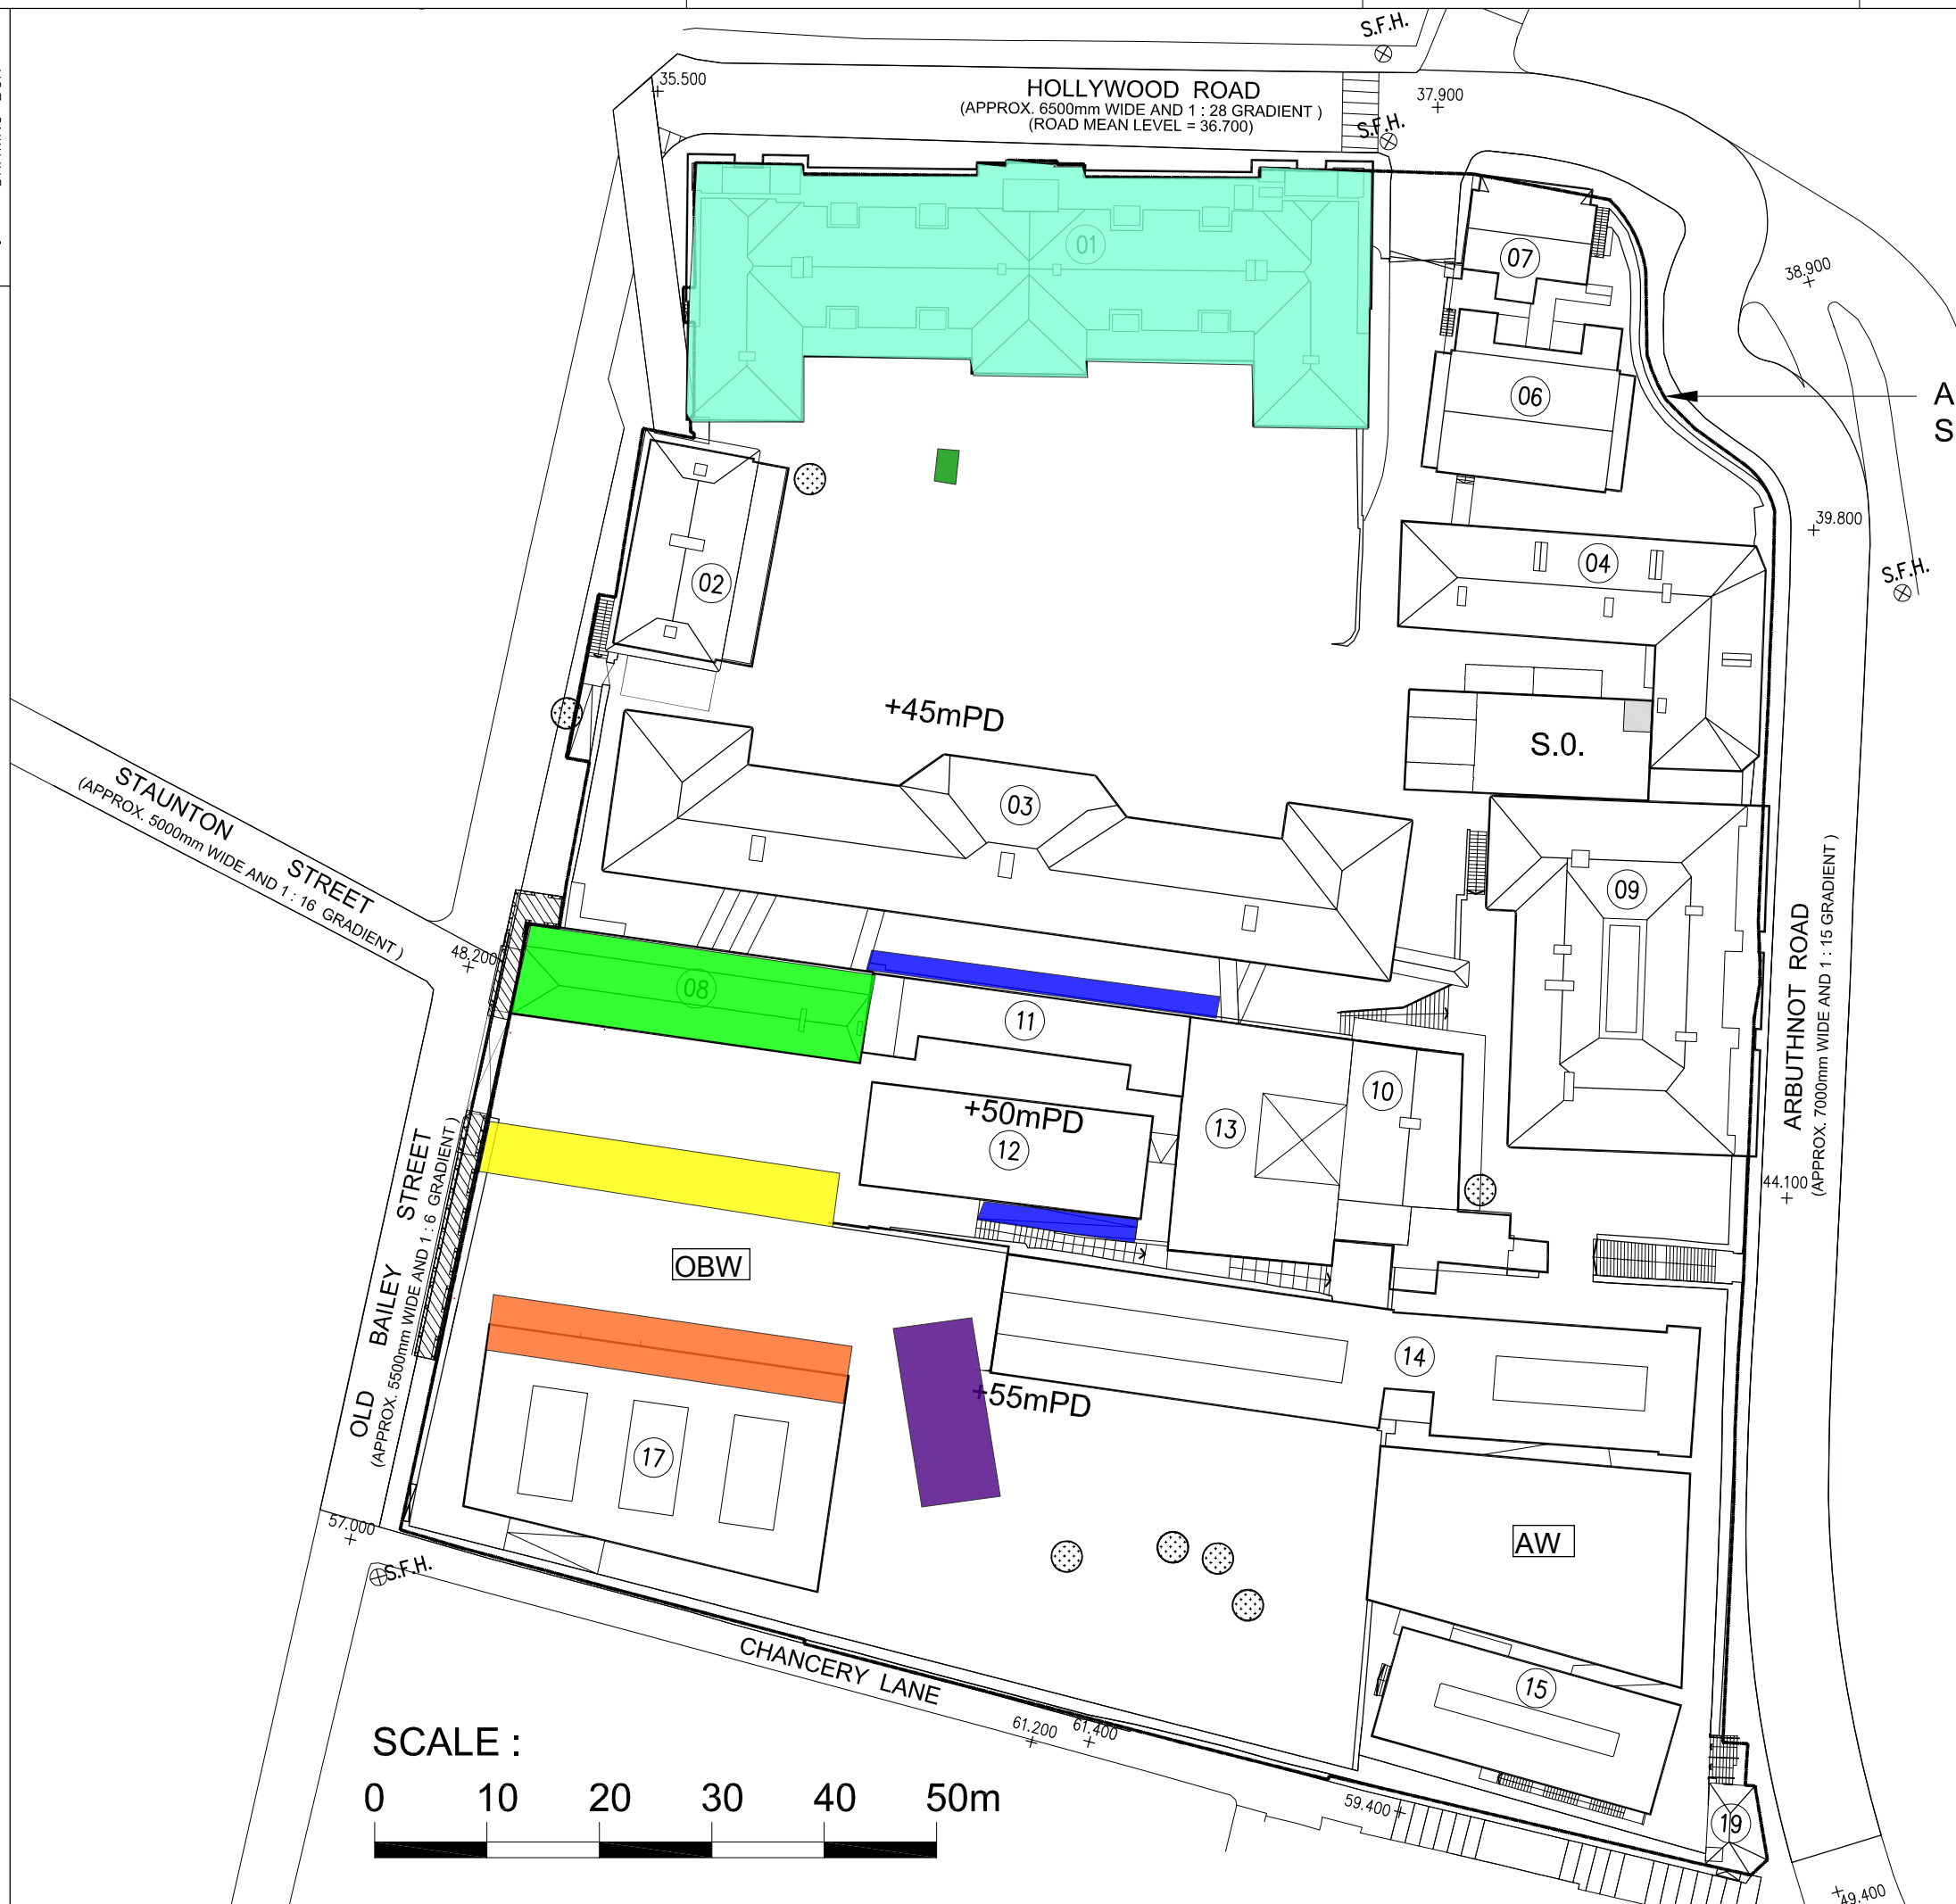 S.F.H.
35.500
HOLLYWOOD ROAD
(APPROX. 6500mm WIDE AND 1 : 28 GRADIENT )
(ROAD MEAN LEVEL = 36.700)
37.900
S.F.H.
01
07
38.900
06
A
S
39.800
04
S.F.H.
02
+45mPD
S.0.
STAUNTON STREET
(APPROX. 5000mm WIDE AND 1 : 16 GRADIENT )
03
09
ARBUTHNOT ROAD
(APPROX. 7000mm WIDE AND 1 : 15 GRADIENT )
48.200
08
11
10
+50mPD
13
12
44.100
OLD BAILEY STREET
(APPROX. 5500mm WIDE AND 1 : 6 GRADIENT )
OBW
14
+55mPD
17
57.000
S.F.H.
AW
CHANCERY LANE
15
61.200
61.400
SCALE :
0 10 20 30 40 50m
59.400
19
49.400